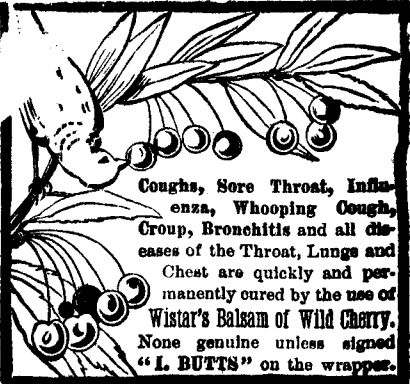 Coughs, Sore Throat, Influ-
enza, Whooping Cough,
Croup, Bronchitis and all dis-
eases of the Throat, Lungs and
Chest are quickly and per-
manently cured by the use of
Wistar's Balsam of Wild Cherry.
None genuine unless signed
"I. BUTTS" on the wrapper.